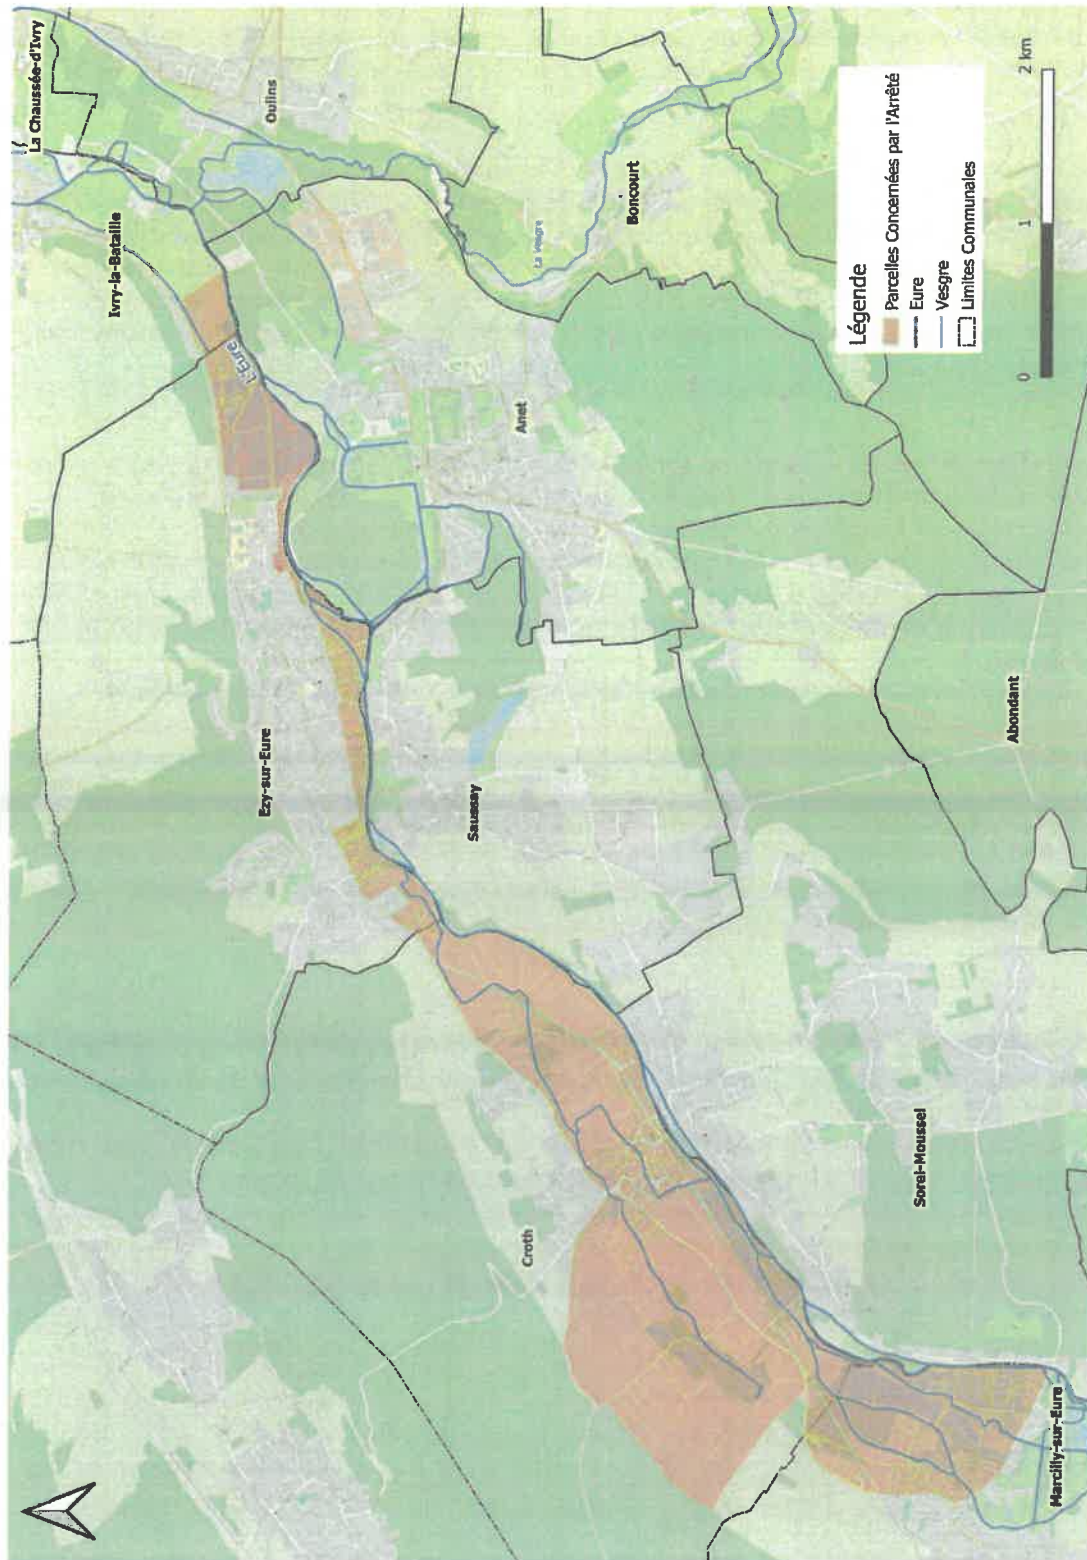 La Chaussée-d'Ivry
Oulins
Ivry-la-Bataille
L'Eure
La Vesgre
Boncourt
Anet
Ezy-sur-Eure
Saussay
Abondant
Croth
Sorel-Moussel
Marcilly-sur-Eure
Légende
Parcelles Concernées par l'Arrêté
Eure
Vesgre
Limites Communales
0
1
2 km